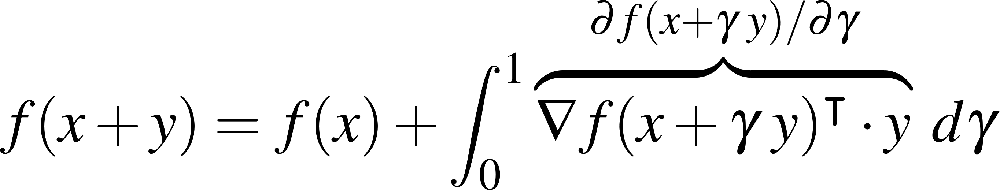 ∂f(x+γy)/∂γ
f(x+y) = f(x) + ∫₀¹ ∇f(x+γy)ᵀ·y dγ